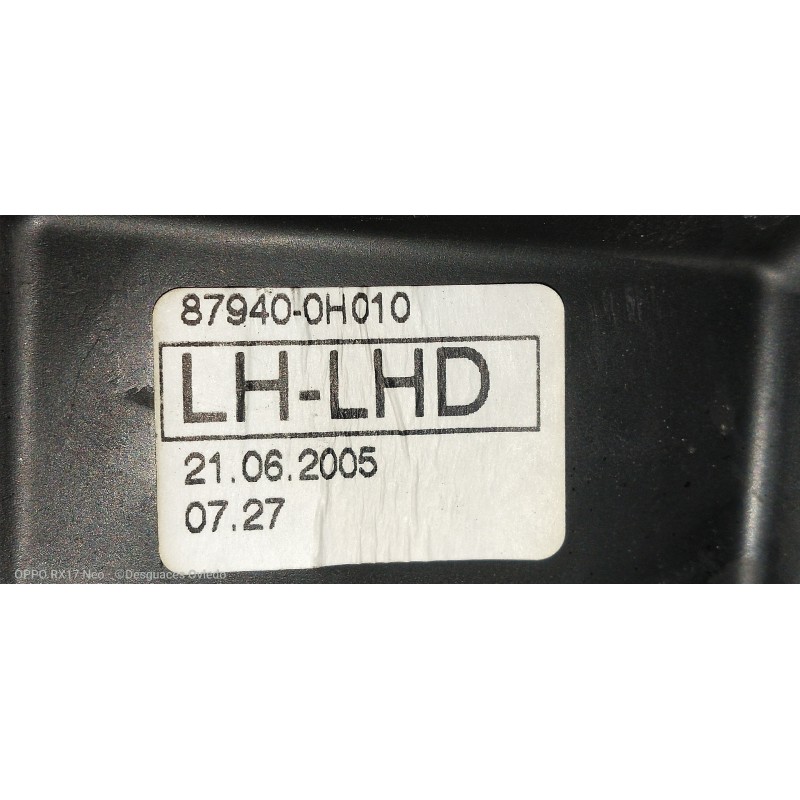 87940-0H010
LH-LHD
21.06.2005
07.27
OPPO RX17 Neo - ©Desguaces Oviedo